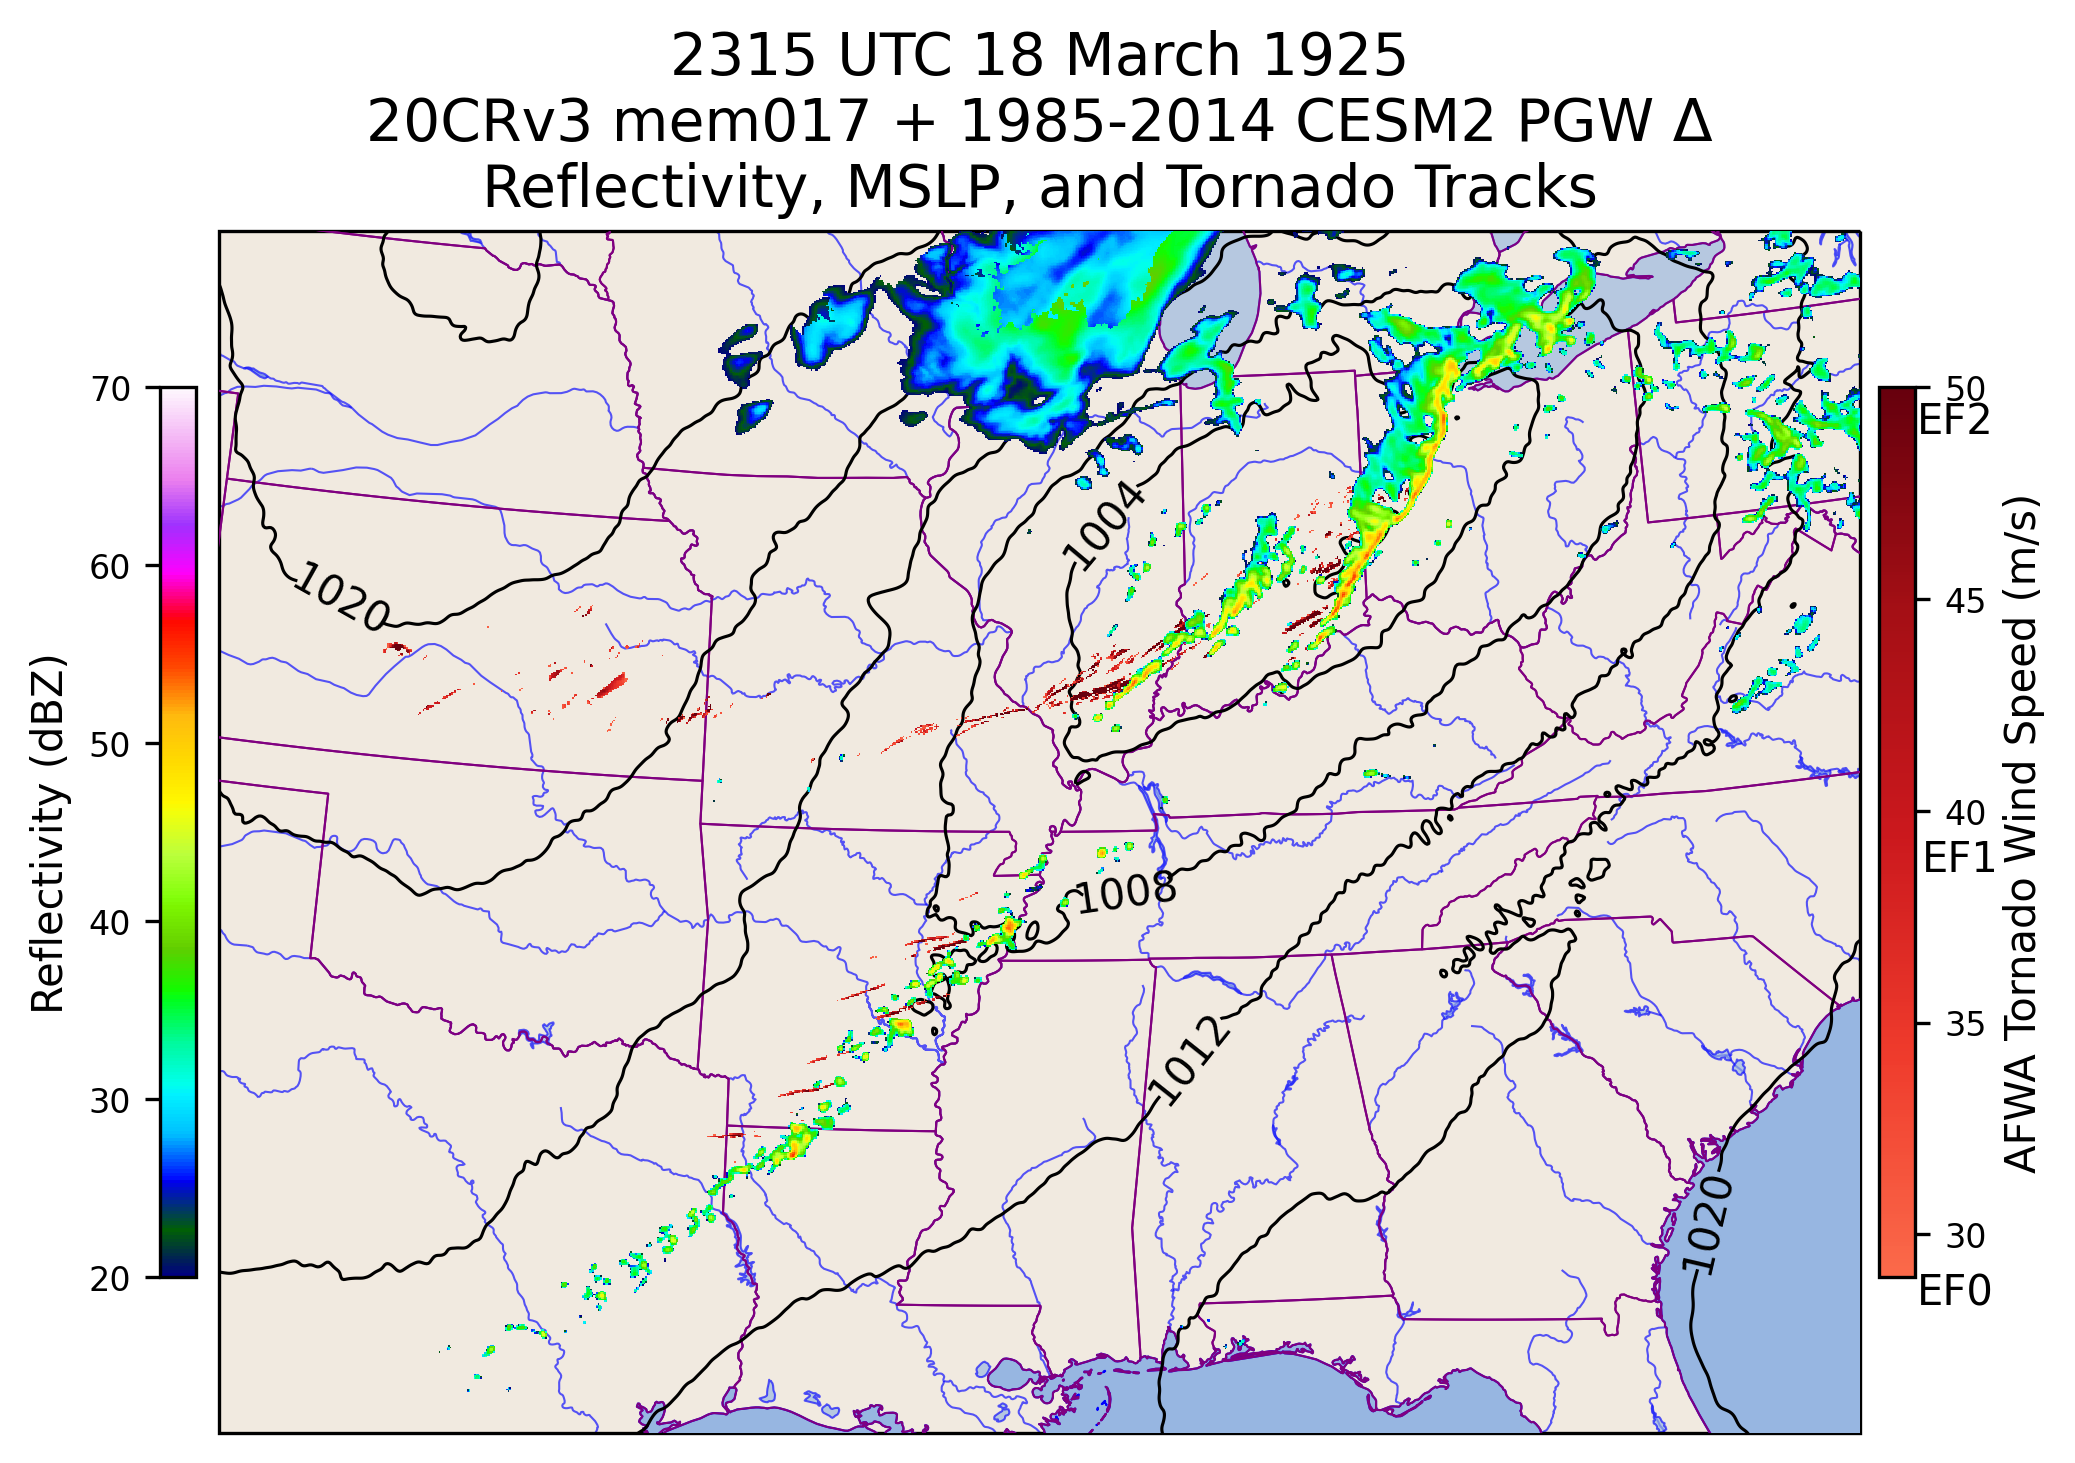 2315 UTC 18 March 1925
20CRv3 mem017 + 1985-2014 CESM2 PGW Δ
Reflectivity, MSLP, and Tornado Tracks
Reflectivity (dBZ)
70
60
50
40
30
20
1004
1020
1008
1012
1020
50
EF2
45
40
EF1
35
30
EF0
AFWA Tornado Wind Speed (m/s)